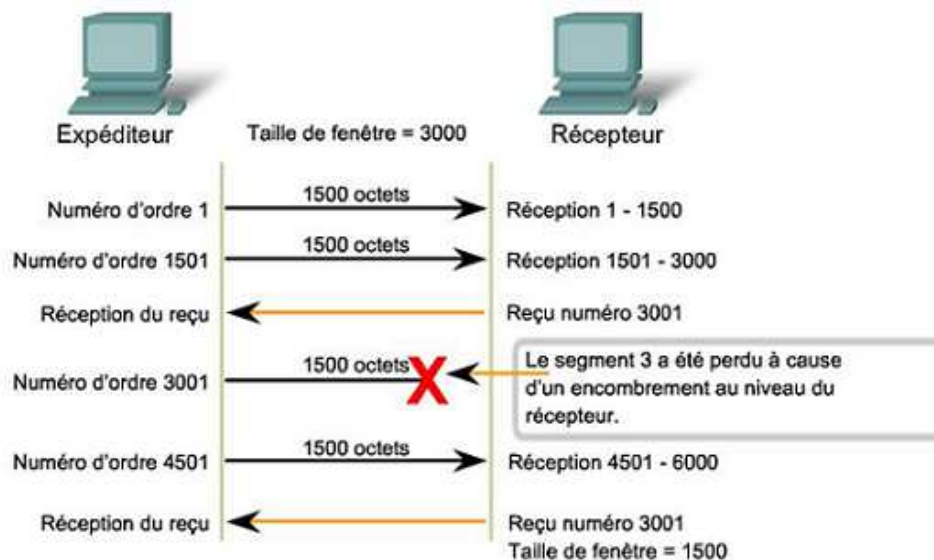 Expéditeur
Taille de fenêtre = 3000
Récepteur
Numéro d'ordre 1
1500 octets
Réception 1 - 1500
Numéro d'ordre 1501
1500 octets
Réception 1501 - 3000
Réception du reçu
Reçu numéro 3001
Numéro d'ordre 3001
1500 octets
Le segment 3 a été perdu à cause
d'un encombrement au niveau du
récepteur.
Numéro d'ordre 4501
1500 octets
Réception 4501 - 6000
Réception du reçu
Reçu numéro 3001
Taille de fenêtre = 1500